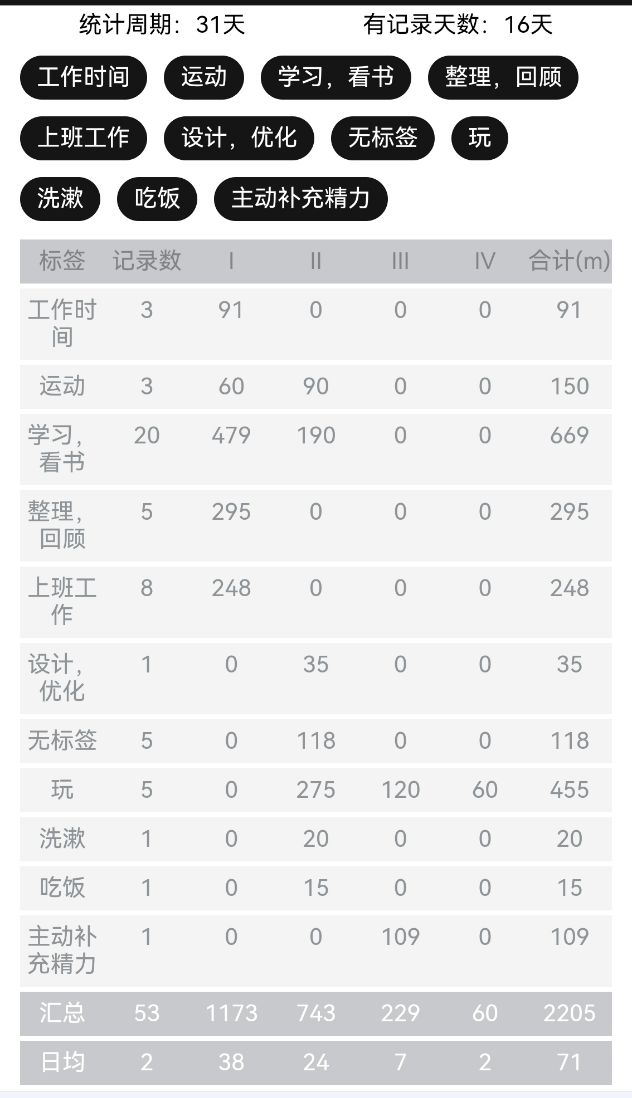 统计周期：31天 有记录天数：16天
工作时间 运动 学习，看书 整理，回顾
上班工作 设计，优化 无标签 玩
洗漱 吃饭 主动补充精力
标签 记录数 I II III IV 合计(m)
工作时 3 91 0 0 0 91
间
运动 3 60 90 0 0 150
学习， 20 479 190 0 0 669
看书
整理， 5 295 0 0 0 295
回顾
上班工 8 248 0 0 0 248
作
设计， 1 0 35 0 0 35
优化
无标签 5 0 118 0 0 118
玩 5 0 275 120 60 455
洗漱 1 0 20 0 0 20
吃饭 1 0 15 0 0 15
主动补 1 0 0 109 0 109
充精力
汇总 53 1173 743 229 60 2205
日均 2 38 24 7 2 71